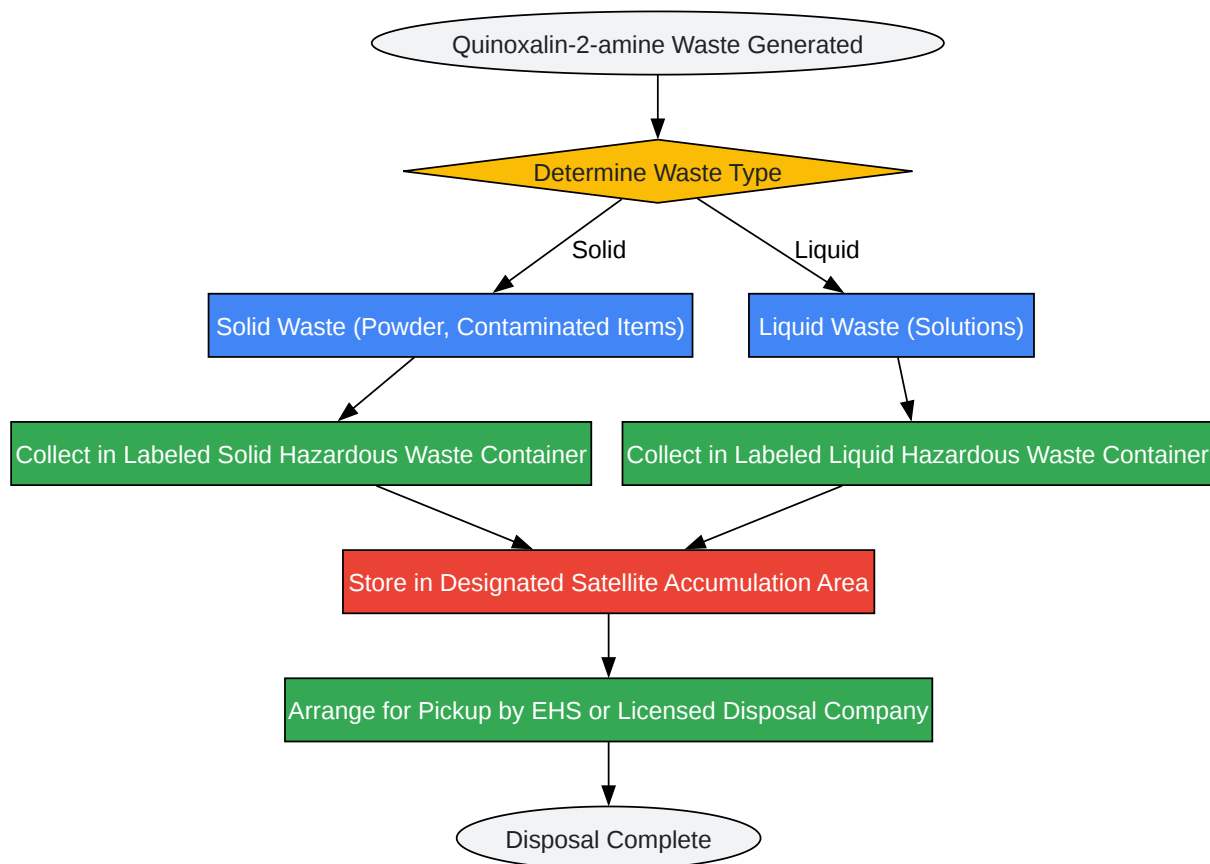 Quinoxalin-2-amine Waste Generated
Determine Waste Type
Solid
Liquid
Solid Waste (Powder, Contaminated Items)
Liquid Waste (Solutions)
Collect in Labeled Solid Hazardous Waste Container
Collect in Labeled Liquid Hazardous Waste Container
Store in Designated Satellite Accumulation Area
Arrange for Pickup by EHS or Licensed Disposal Company
Disposal Complete